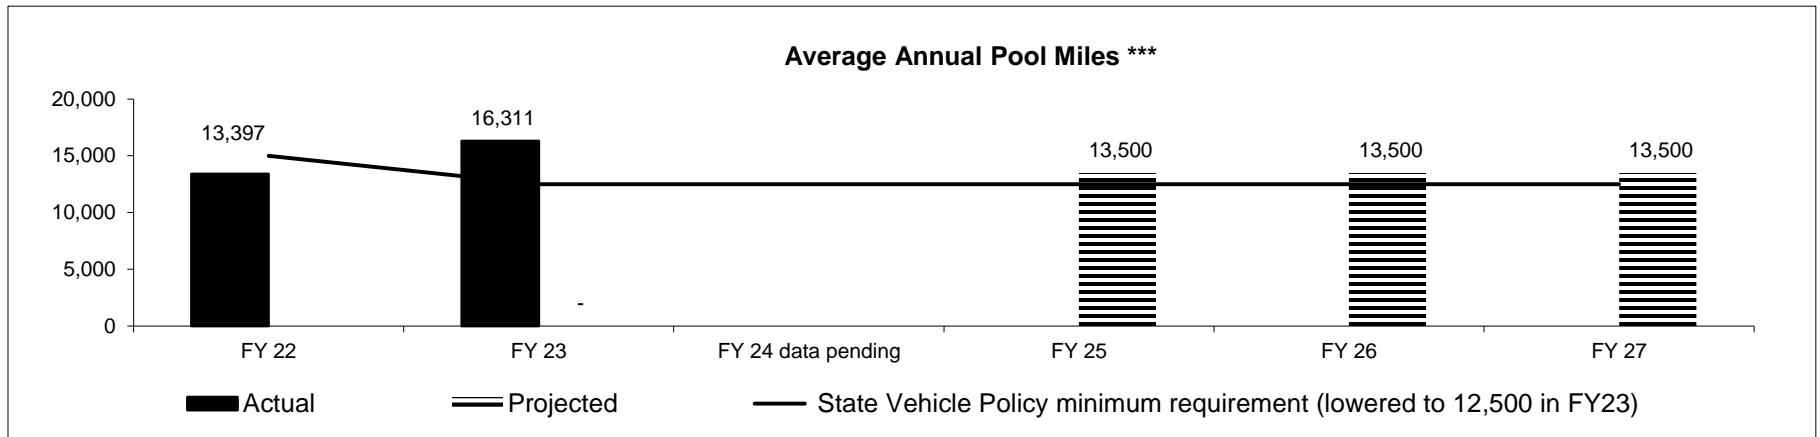 Average Annual Pool Miles ***
20,000
15,000
10,000
5,000
0
13,397
16,311
-
13,500
13,500
13,500
FY 22
FY 23
FY 24 data pending
FY 25
FY 26
FY 27
Actual
Projected
State Vehicle Policy minimum requirement (lowered to 12,500 in FY23)